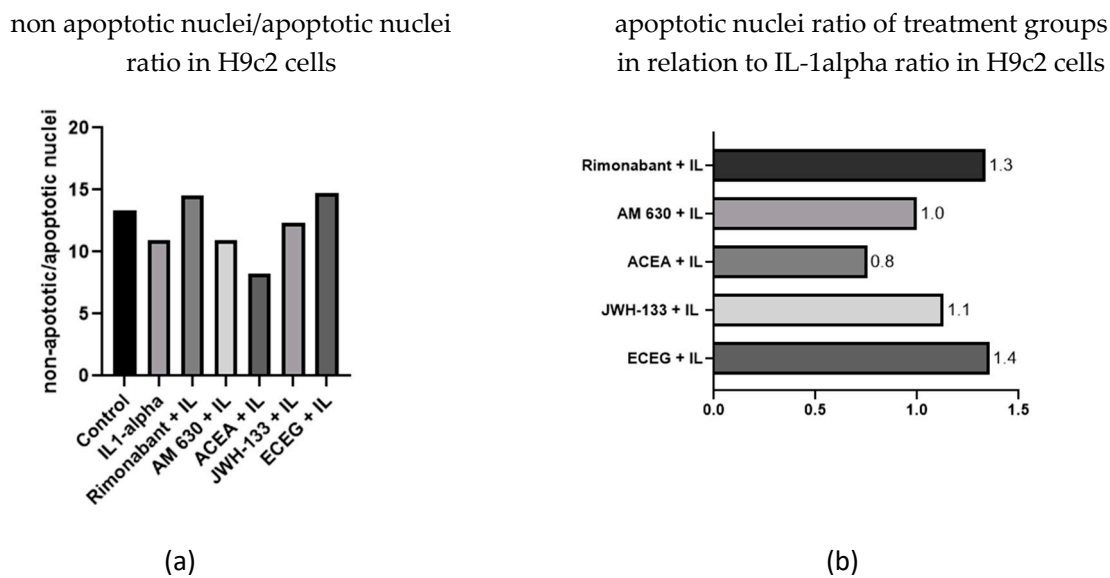 non apoptotic nuclei/apoptotic nuclei
ratio in H9c2 cells
non-apototic/apoptotic nuclei
20
15
10
5
0
Control
IL1-alpha
Rimonabant + IL
AM 630 + IL
ACEA + IL
JWH-133 + IL
ECEG + IL
(a)
apoptotic nuclei ratio of treatment groups
in relation to IL-1alpha ratio in H9c2 cells
Rimonabant + IL 1.3
AM 630 + IL 1.0
ACEA + IL 0.8
JWH-133 + IL 1.1
ECEG + IL 1.4
0.0 0.5 1.0 1.5
(b)